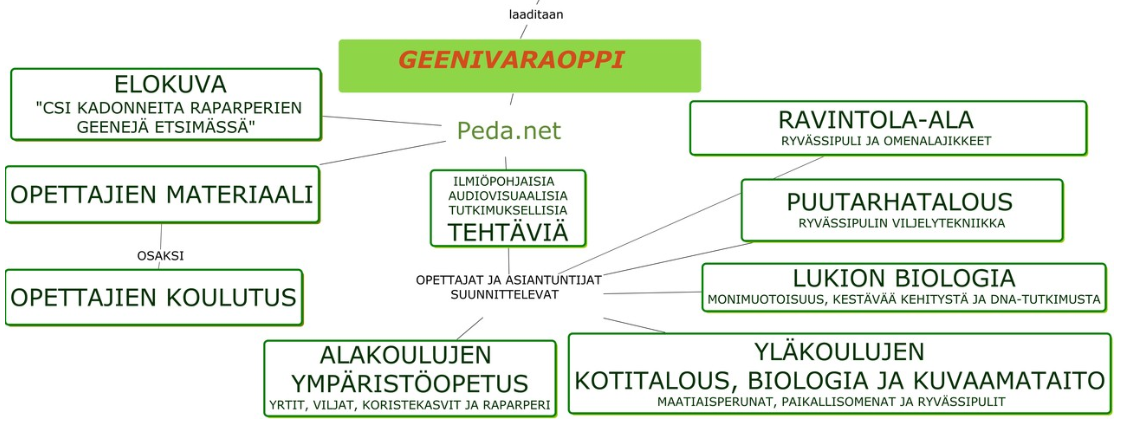 laaditaan
GEENIVARAOPPI
ELOKUVA
"CSI KADONNEITA RAPARPERIEN
GEENEJÄ ETSIMÄSSÄ"
Peda.net
OPETTAJIEN MATERIAALI
OSAKSI
OPETTAJIEN KOULUTUS
ILMIÖPOHJAISIA
AUDIOVISUAALISIA
TUTKIMUKSELLISIA
TEHTÄVIÄ
OPETTAJAT JA ASIANTUNTIJAT
SUUNNITTELEVAT
RAVINTOLA-ALA
RYVÄSSIPULI JA OMENALAJIKKEET
PUUTARHATALOUS
RYVÄSSIPULIN VILJELYTEKNIIKKA
LUKION BIOLOGIA
MONIMUOTOISUUS, KESTÄVÄÄ KEHITYSTÄ JA DNA-TUTKIMUSTA
ALAKOULUJEN
YMPÄRISTÖOPETUS
YRTIT, VILJAT, KORISTEKASVIT JA RAPARPERI
YLÄKOULUJEN
KOTITALOUS, BIOLOGIA JA KUVAAMATAITO
MAATIAISPERUNAT, PAIKALLISOMENAT JA RYVÄSSIPULIT